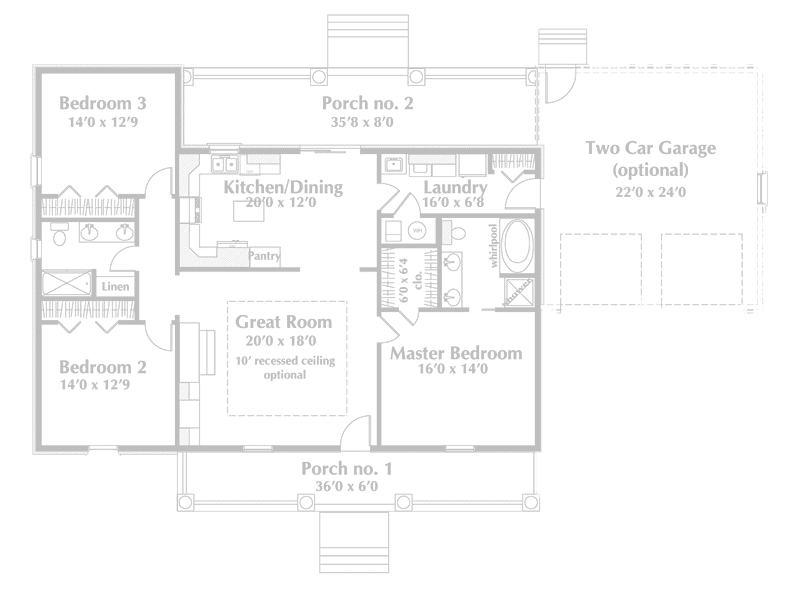 Bedroom 3
14'0 x 12'9
Porch no. 2
35'8 x 8'0
Two Car Garage
(optional)
22'0 x 24'0
Kitchen/Dining
20'0 x 12'0
Laundry
16'0 x 6'8
WH
whirlpool
Pantry
6'0 x 6'4
clo.
Linen
shower
Great Room
20'0 x 18'0
10' recessed ceiling
optional
Master Bedroom
16'0 x 14'0
Bedroom 2
14'0 x 12'9
Porch no. 1
36'0 x 6'0